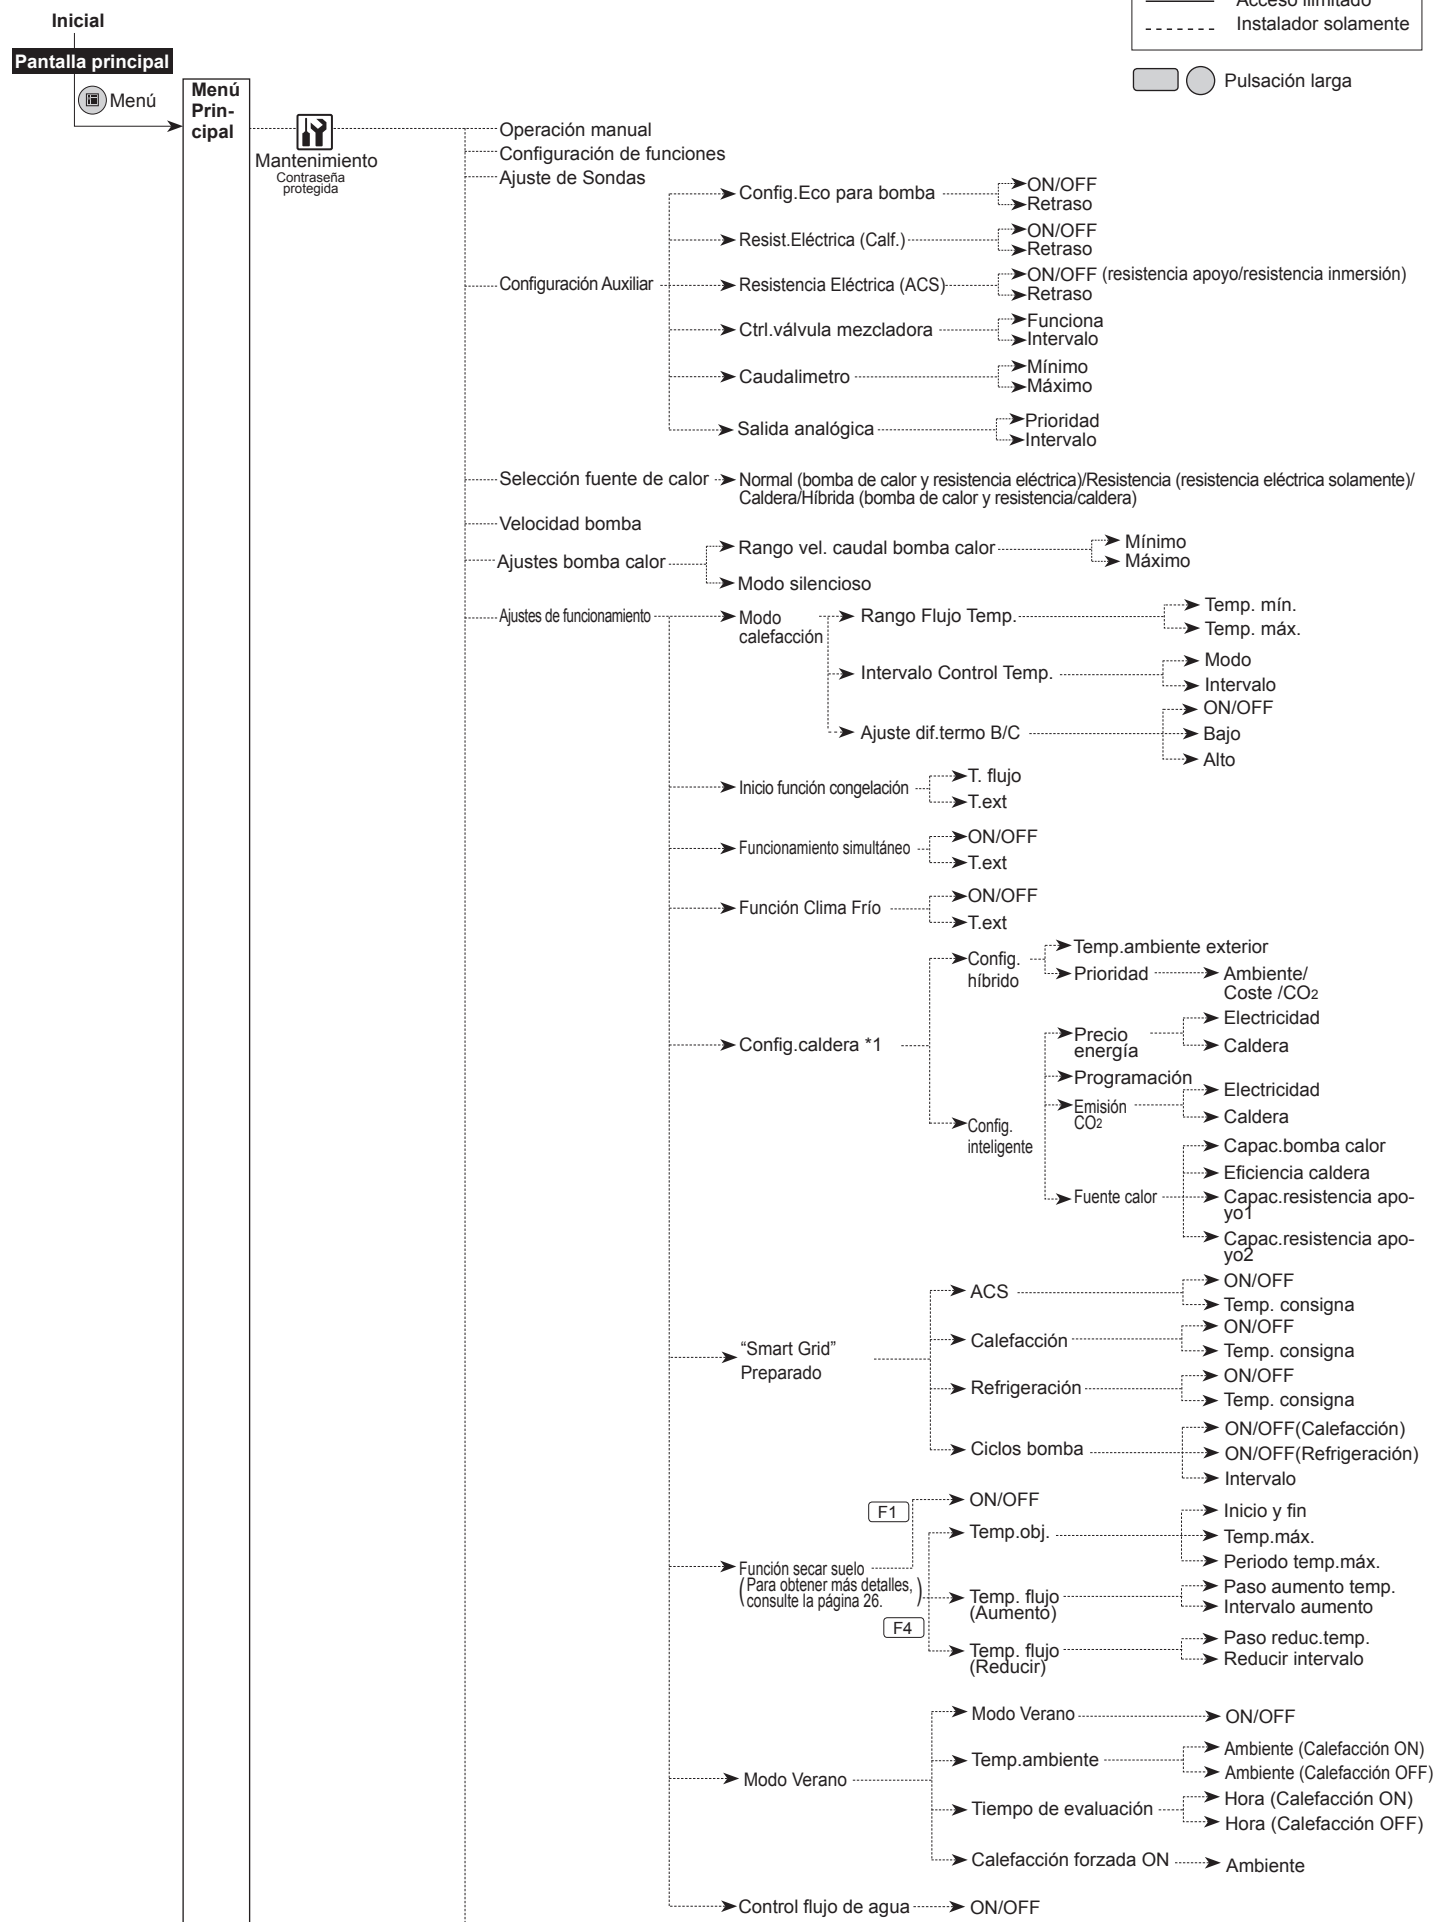 Acceso ilimitado
Instalador solamente
Pulsación larga
Inicial
Pantalla principal
Menú
Menú
Prin-
cipal
Mantenimiento
Contraseña
protegida
Operación manual
Configuración de funciones
Ajuste de Sondas
Configuración Auxiliar
Config.Eco para bomba
ON/OFF
Retraso
Resist.Eléctrica (Calf.)
ON/OFF
Retraso
Resistencia Eléctrica (ACS)
ON/OFF (resistencia apoyo/resistencia inmersión)
Retraso
Ctrl.válvula mezcladora
Funciona
Intervalo
Caudalimetro
Mínimo
Máximo
Salida analógica
Prioridad
Intervalo
Selección fuente de calor
Normal (bomba de calor y resistencia eléctrica)/Resistencia (resistencia eléctrica solamente)/
Caldera/Híbrida (bomba de calor y resistencia/caldera)
Velocidad bomba
Ajustes bomba calor
Rango vel. caudal bomba calor
Mínimo
Máximo
Modo silencioso
Ajustes de funcionamiento
Modo
calefacción
Rango Flujo Temp.
Temp. mín.
Temp. máx.
Intervalo Control Temp.
Modo
Intervalo
Ajuste dif.termo B/C
ON/OFF
Bajo
Alto
Inicio función congelación
T. flujo
T.ext
Funcionamiento simultáneo
ON/OFF
T.ext
Función Clima Frío
ON/OFF
T.ext
Config.caldera *1
Config.
híbrido
Temp.ambiente exterior
Prioridad
Ambiente/
Coste /CO2
Config.
inteligente
Precio
energía
Electricidad
Caldera
Programación
Emisión
CO2
Electricidad
Caldera
Fuente calor
Capac.bomba calor
Eficiencia caldera
Capac.resistencia apo-
yo1
Capac.resistencia apo-
yo2
“Smart Grid”
Preparado
ACS
ON/OFF
Temp. consigna
Calefacción
ON/OFF
Temp. consigna
Refrigeración
ON/OFF
Temp. consigna
Ciclos bomba
ON/OFF(Calefacción)
ON/OFF(Refrigeración)
Intervalo
Función secar suelo
(Para obtener más detalles,
consulte la página 26.)
F1
ON/OFF
F4
Temp.obj.
Inicio y fin
Temp.máx.
Periodo temp.máx.
Temp. flujo
(Aumento)
Paso aumento temp.
Intervalo aumento
Temp. flujo
(Reducir)
Paso reduc.temp.
Reducir intervalo
Modo Verano
Modo Verano
ON/OFF
Temp.ambiente
Ambiente (Calefacción ON)
Ambiente (Calefacción OFF)
Tiempo de evaluación
Hora (Calefacción ON)
Hora (Calefacción OFF)
Calefacción forzada ON
Ambiente
Control flujo de agua
ON/OFF